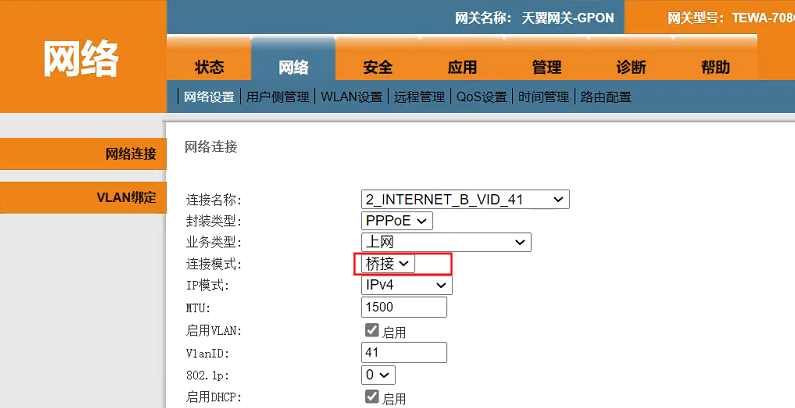 网关名称: 天翼网关-GPON 网关型号: TEWA-708
网络
状态 网络 安全 应用 管理 诊断 帮助
网络设置 用户侧管理 WLAN设置 远程管理 QoS设置 时间管理 路由配置
网络连接
VLAN绑定
网络连接
连接名称: 2_INTERNET_B_VID_41
封装类型: PPPoE
业务类型: 上网
连接模式: 桥接
IP模式: IPv4
MTU: 1500
启用VLAN: 启用
VlanID: 41
802.1p: 0
启用DHCP: 启用